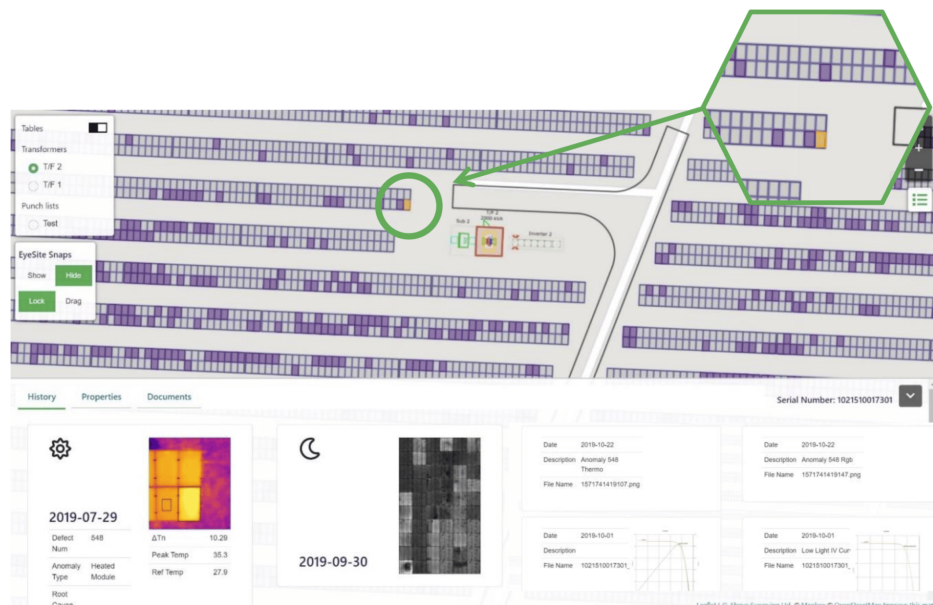 Tables
Transformers
T/F 2
T/F 1
Punch lists
Test
EyeSite Snaps
Show Hide
Lock Drag
Sub 2
Inverter 2
+
−
History Properties Documents
Serial Number: 1021510017301
2019-07-29
Defect Num 548
Anomaly Type Heated Module
Root
ΔTn 10.29
Peak Temp 35.3
Ref Temp 27.9
2019-09-30
Date 2019-10-22
Description Anomaly 548 Thermo
File Name 1571741419107.png
Date 2019-10-22
Description Anomaly 548 Rgb
File Name 1571741419147.png
Date 2019-10-01
Description
File Name 1021510017301_
Date 2019-10-01
Description Low Light IV Cur
File Name 1021510017301_